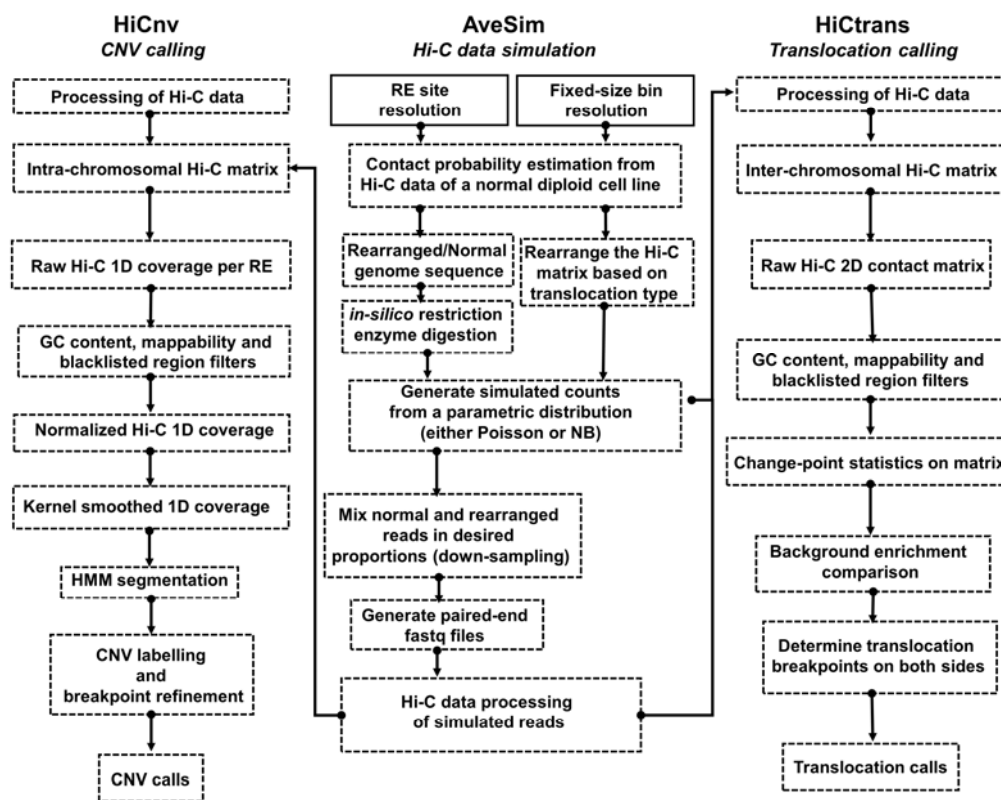 HiCnv
CNV calling
Processing of Hi-C data
Intra-chromosomal Hi-C matrix
Raw Hi-C 1D coverage per RE
GC content, mappability and
blacklisted region filters
Normalized Hi-C 1D coverage
Kernel smoothed 1D coverage
HMM segmentation
CNV labelling
and
breakpoint refinement
CNV calls
AveSim
Hi-C data simulation
RE site
resolution
Fixed-size bin
resolution
Contact probability estimation from
Hi-C data of a normal diploid cell line
Rearranged/Normal
genome sequence
Rearrange the Hi-C
matrix based on
translocation type
in-silico restriction
enzyme digestion
Generate simulated counts
from a parametric distribution
(either Poisson or NB)
Mix normal and rearranged
reads in desired
proportions (down-sampling)
Generate paired-end
fastq files
Hi-C data processing
of simulated reads
HiCtrans
Translocation calling
Processing of Hi-C data
Inter-chromosomal Hi-C matrix
Raw Hi-C 2D contact matrix
GC content, mappability and
blacklisted region filters
Change-point statistics on matrix
Background enrichment
comparison
Determine translocation
breakpoints on both sides
Translocation calls